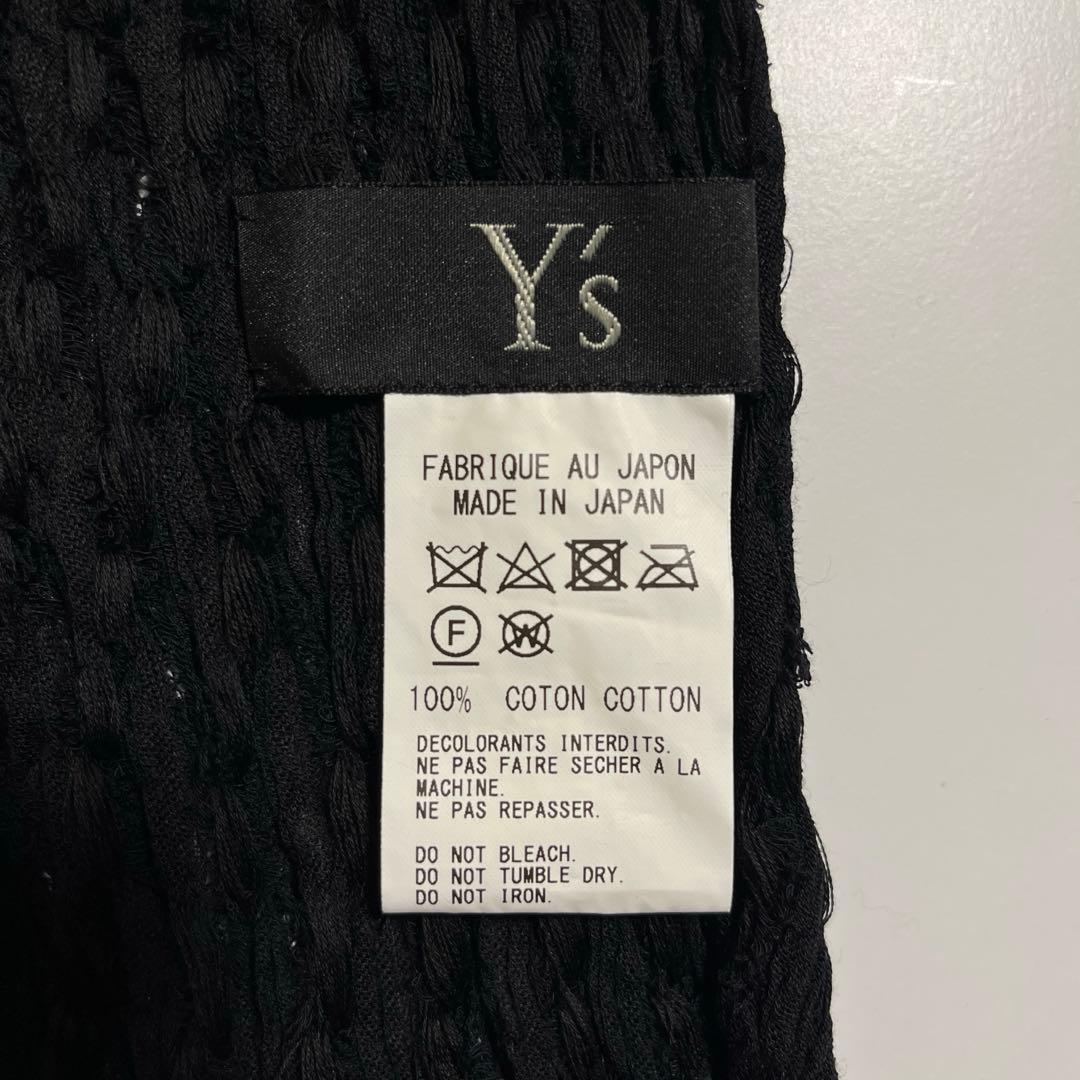 Y's
FABRIQUE AU JAPON
MADE IN JAPAN
F W
100% COTON COTTON
DECOLORANTS INTERDITS.
NE PAS FAIRE SECHER A LA
MACHINE.
NE PAS REPASSER.
DO NOT BLEACH.
DO NOT TUMBLE DRY.
DO NOT IRON.